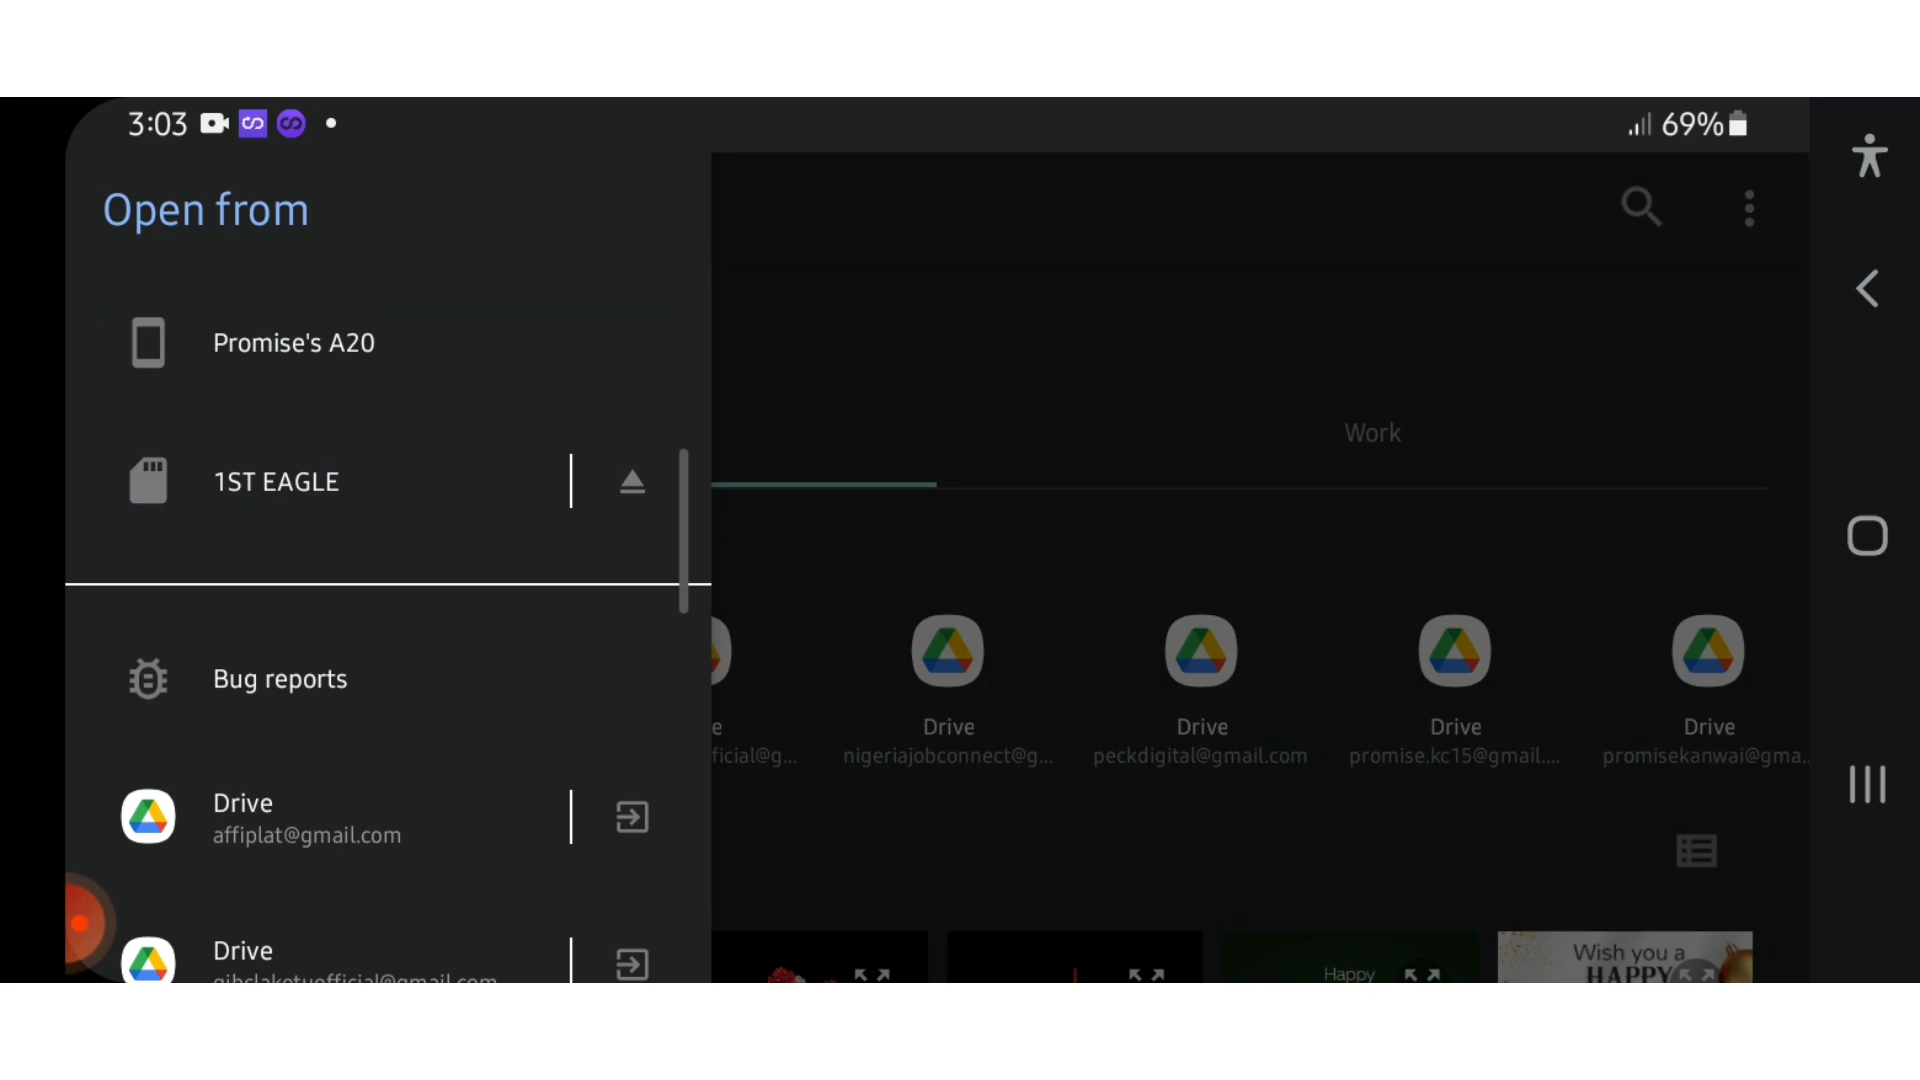 3:03
69%
Open from
Promise's A20
Work
1ST EAGLE
Bug reports
Drive
affiplat@gmail.com
Drive
e
ficial@g...
Drive
nigeriajobconnect@g...
Drive
peckdigital@gmail.com
Drive
promise.kc15@gmail....
Drive
promisekanwai@gma..
Happy
Wish you a
HAPPY